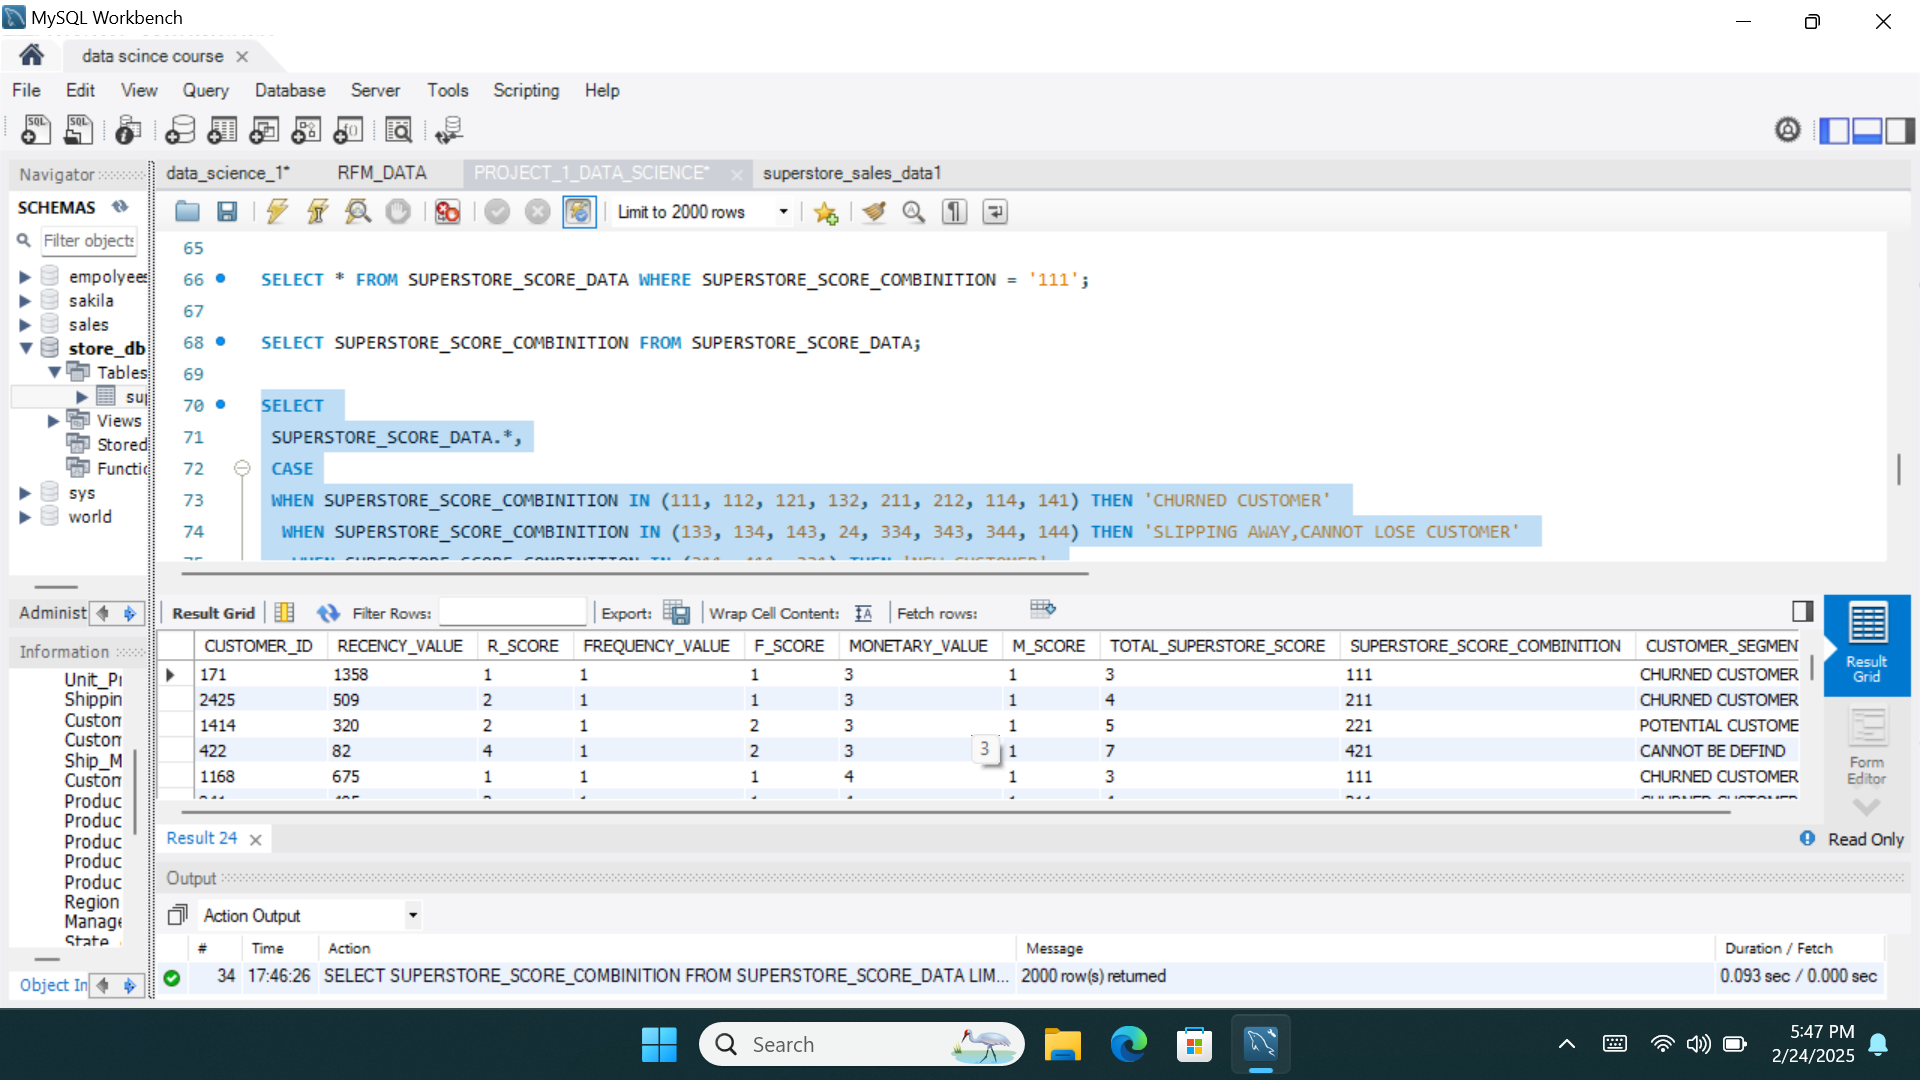 MySQL Workbench
data scince course
File Edit View Query Database Server Tools Scripting Help
Navigator
data_science_1* RFM_DATA PROJECT_1_DATA_SCIENCE* superstore_sales_data1
SCHEMAS
Limit to 2000 rows
Filter objects
empolyees
sakila
sales
store_db
Tables
su
Views
Stored
Functio
sys
world
65
66 SELECT * FROM SUPERSTORE_SCORE_DATA WHERE SUPERSTORE_SCORE_COMBINITION = '111';
67
68 SELECT SUPERSTORE_SCORE_COMBINITION FROM SUPERSTORE_SCORE_DATA;
69
70 SELECT
71 SUPERSTORE_SCORE_DATA.*,
72 CASE
73 WHEN SUPERSTORE_SCORE_COMBINITION IN (111, 112, 121, 132, 211, 212, 114, 141) THEN 'CHURNED CUSTOMER'
74 WHEN SUPERSTORE_SCORE_COMBINITION IN (133, 134, 143, 24, 334, 343, 344, 144) THEN 'SLIPPING AWAY,CANNOT LOSE CUSTOMER'
Administ
Result Grid Filter Rows: Export: Wrap Cell Content: Fetch rows:
Information
CUSTOMER_ID RECENCY_VALUE R_SCORE FREQUENCY_VALUE F_SCORE MONETARY_VALUE M_SCORE TOTAL_SUPERSTORE_SCORE SUPERSTORE_SCORE_COMBINITION CUSTOMER_SEGMEN
171 1358 1 1 1 3 1 3 111 CHURNED CUSTOMER
2425 509 2 1 1 3 1 4 211 CHURNED CUSTOMER
1414 320 2 1 2 3 1 5 221 POTENTIAL CUSTOME
422 82 4 1 2 3 1 7 421 CANNOT BE DEFIND
1168 675 1 1 1 4 1 3 111 CHURNED CUSTOMER
3
Result Grid
Form Editor
Unit_Pr
Shippin
Custom
Custom
Ship_M
Custom
Produc
Produc
Produc
Produc
Produc
Region
Manage
State
Result 24
Read Only
Output
Action Output
# Time Action Message Duration / Fetch
34 17:46:26 SELECT SUPERSTORE_SCORE_COMBINITION FROM SUPERSTORE_SCORE_DATA LIM... 2000 row(s) returned 0.093 sec / 0.000 sec
Object In
Search
5:47 PM
2/24/2025